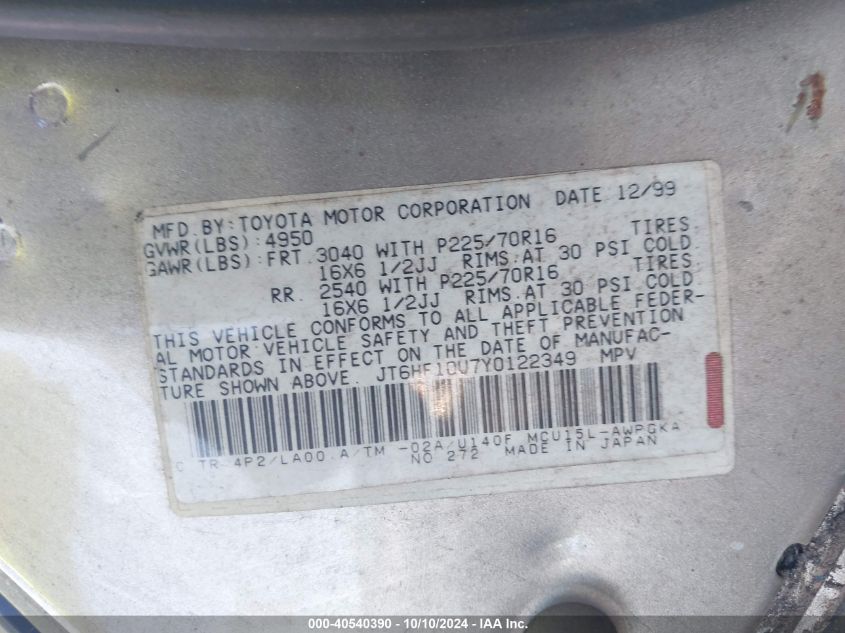 MFD BY: TOYOTA MOTOR CORPORATION DATE 12/99
GVWR(LBS): 4950
GAWR(LBS): FRT. 3040 WITH P225/70R16 TIRES,
16X6 1/2JJ RIMS, AT 30 PSI COLD
RR. 2540 WITH P225/70R16 TIRES,
16X6 1/2JJ RIMS, AT 30 PSI COLD
THIS VEHICLE CONFORMS TO ALL APPLICABLE FEDER-
AL MOTOR VEHICLE SAFETY AND THEFT PREVENTION
STANDARDS IN EFFECT ON THE DATE OF MANUFAC-
TURE SHOWN ABOVE. JT6HF10U7Y0122349 MPV
C TR 4P2/LA00 A/TM -02A/U140F MCU15L-AWPGKA
NO 272 MADE IN JAPAN
000-40540390 - 10/10/2024 - IAA Inc.